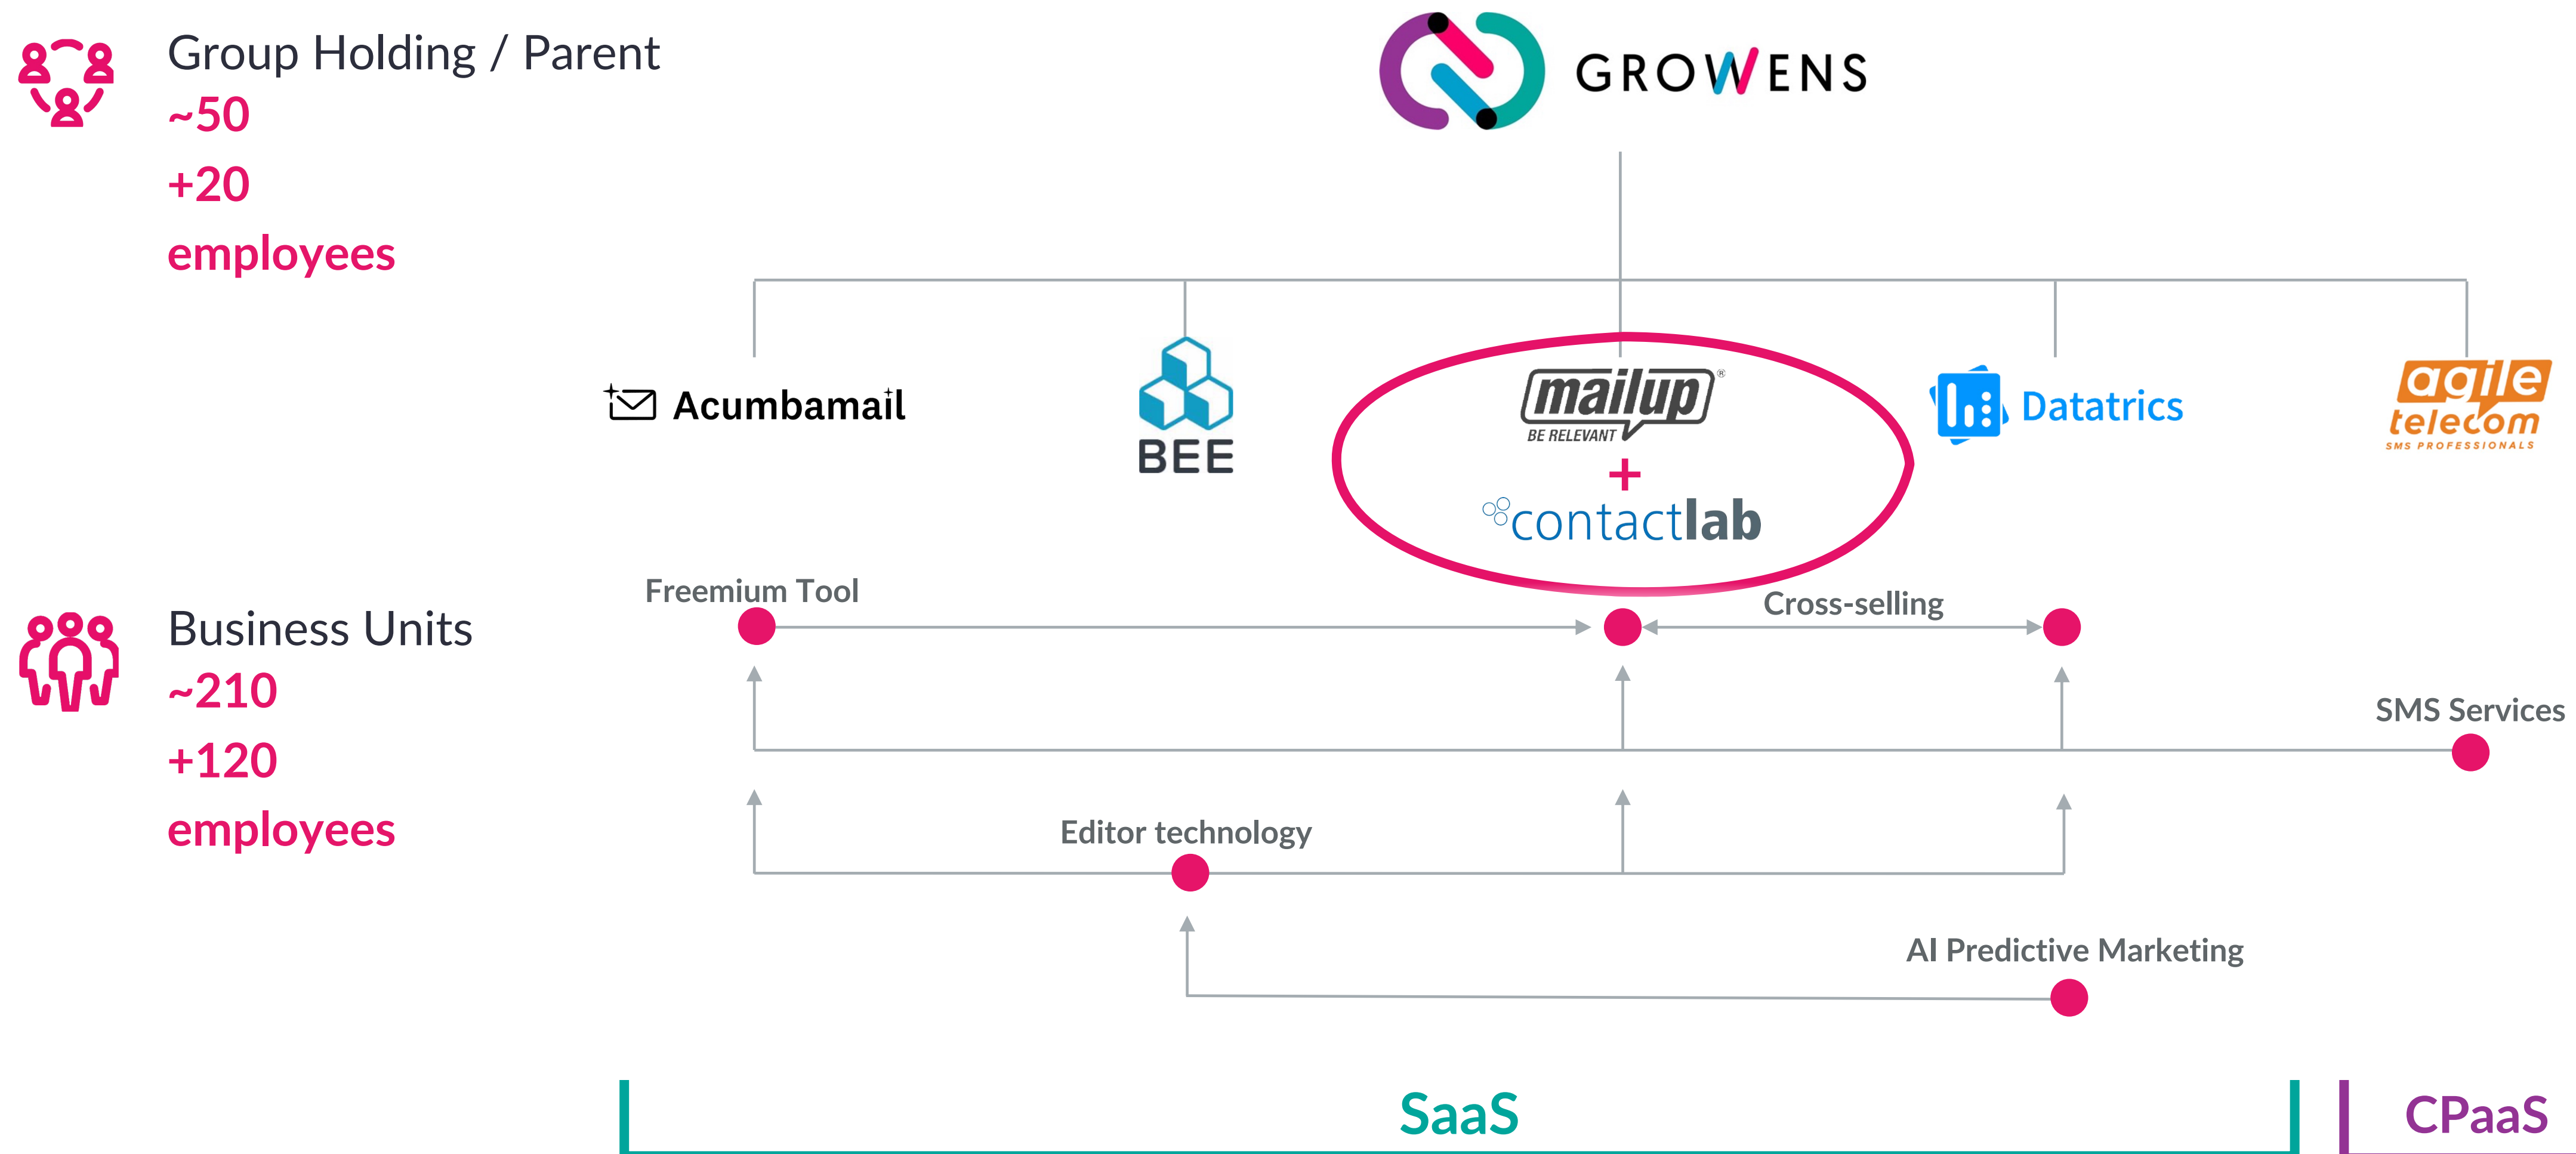 Group Holding / Parent
~50
+20
employees
GROWENS
Acumbamail
BEE
mailup®
BE RELEVANT
+
contactlab
Datatrics
agile
telecom
SMS PROFESSIONALS
Business Units
~210
+120
employees
Freemium Tool
Cross-selling
SMS Services
Editor technology
AI Predictive Marketing
SaaS
CPaaS